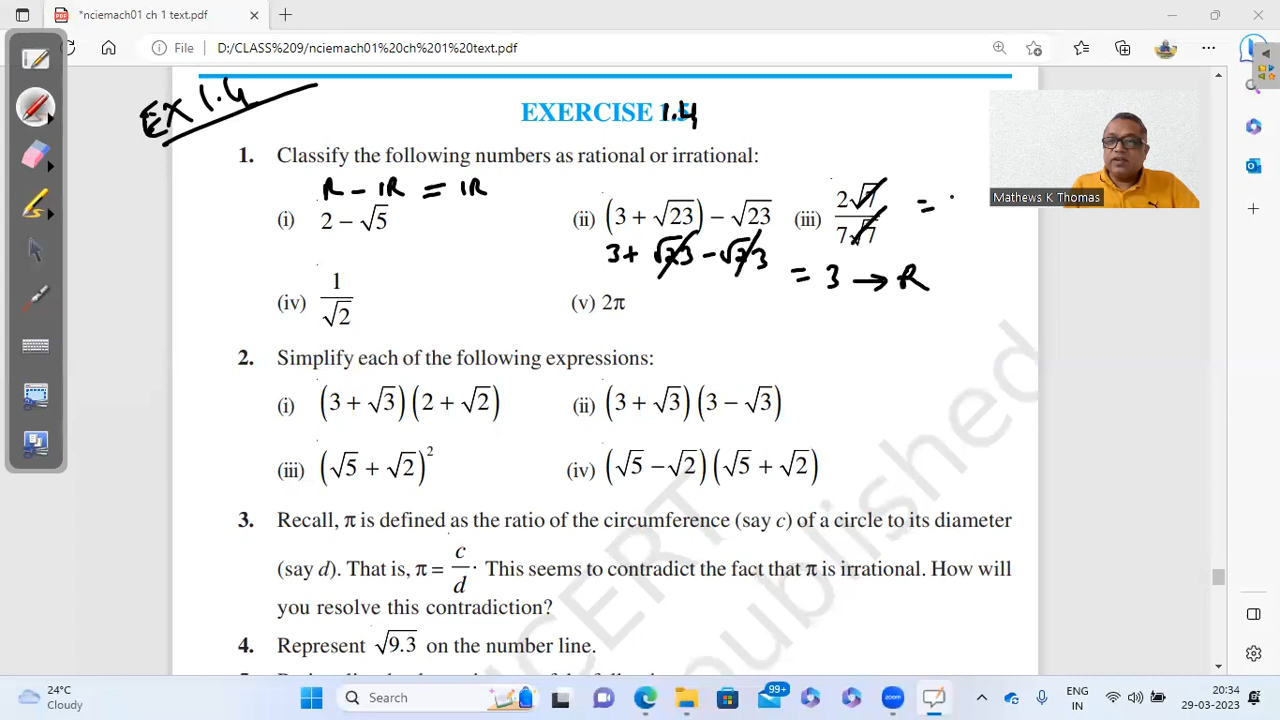 nciemach01 ch 1 text.pdf
File D:/CLASS%209/nciemach01%20ch%201%20text.pdf
EX 1.4
EXERCISE 1.4
1. Classify the following numbers as rational or irrational:
R - IR = IR
(i) 2 – √5 (ii) (3 + √23) – √23 (iii) 2√7/7√7 =
3 + √23 - √23 = 3 → R
(iv) 1/√2 (v) 2π
2. Simplify each of the following expressions:
(i) (3 + √3)(2 + √2) (ii) (3 + √3)(3 – √3)
(iii) (√5 + √2)² (iv) (√5 – √2)(√5 + √2)
3. Recall, π is defined as the ratio of the circumference (say c) of a circle to its diameter
(say d). That is, π = c/d. This seems to contradict the fact that π is irrational. How will
you resolve this contradiction?
4. Represent √9.3 on the number line.
Mathews K Thomas
NCERT
published
24°C
Cloudy
Search
99+
ENG
IN
20:34
29-03-2023